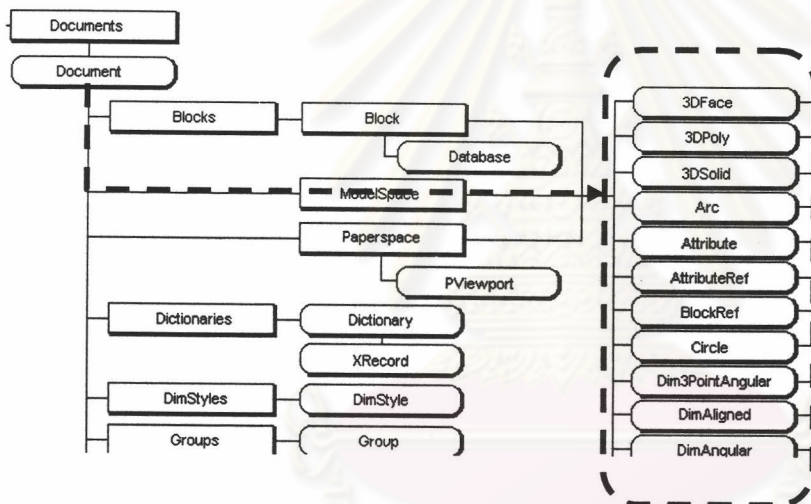 Documents
Document
Blocks
Block
Database
ModelSpace
Paperspace
PViewport
Dictionaries
Dictionary
XRecord
DimStyles
DimStyle
Groups
Group
3DFace
3DPoly
3DSolid
Arc
Attribute
AttributeRef
BlockRef
Circle
Dim3PointAngular
DimAligned
DimAngular